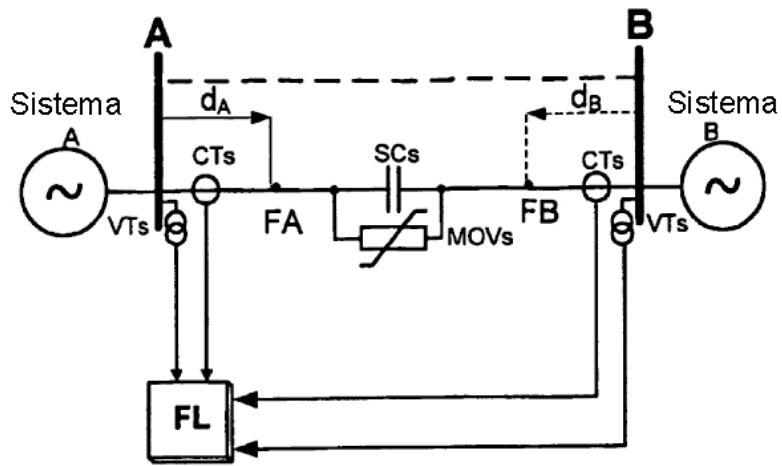 A
B
Sistema
A
dA
dB
Sistema
B
CTs
SCs
CTs
VTs
FA
MOVs
FB
VTs
FL